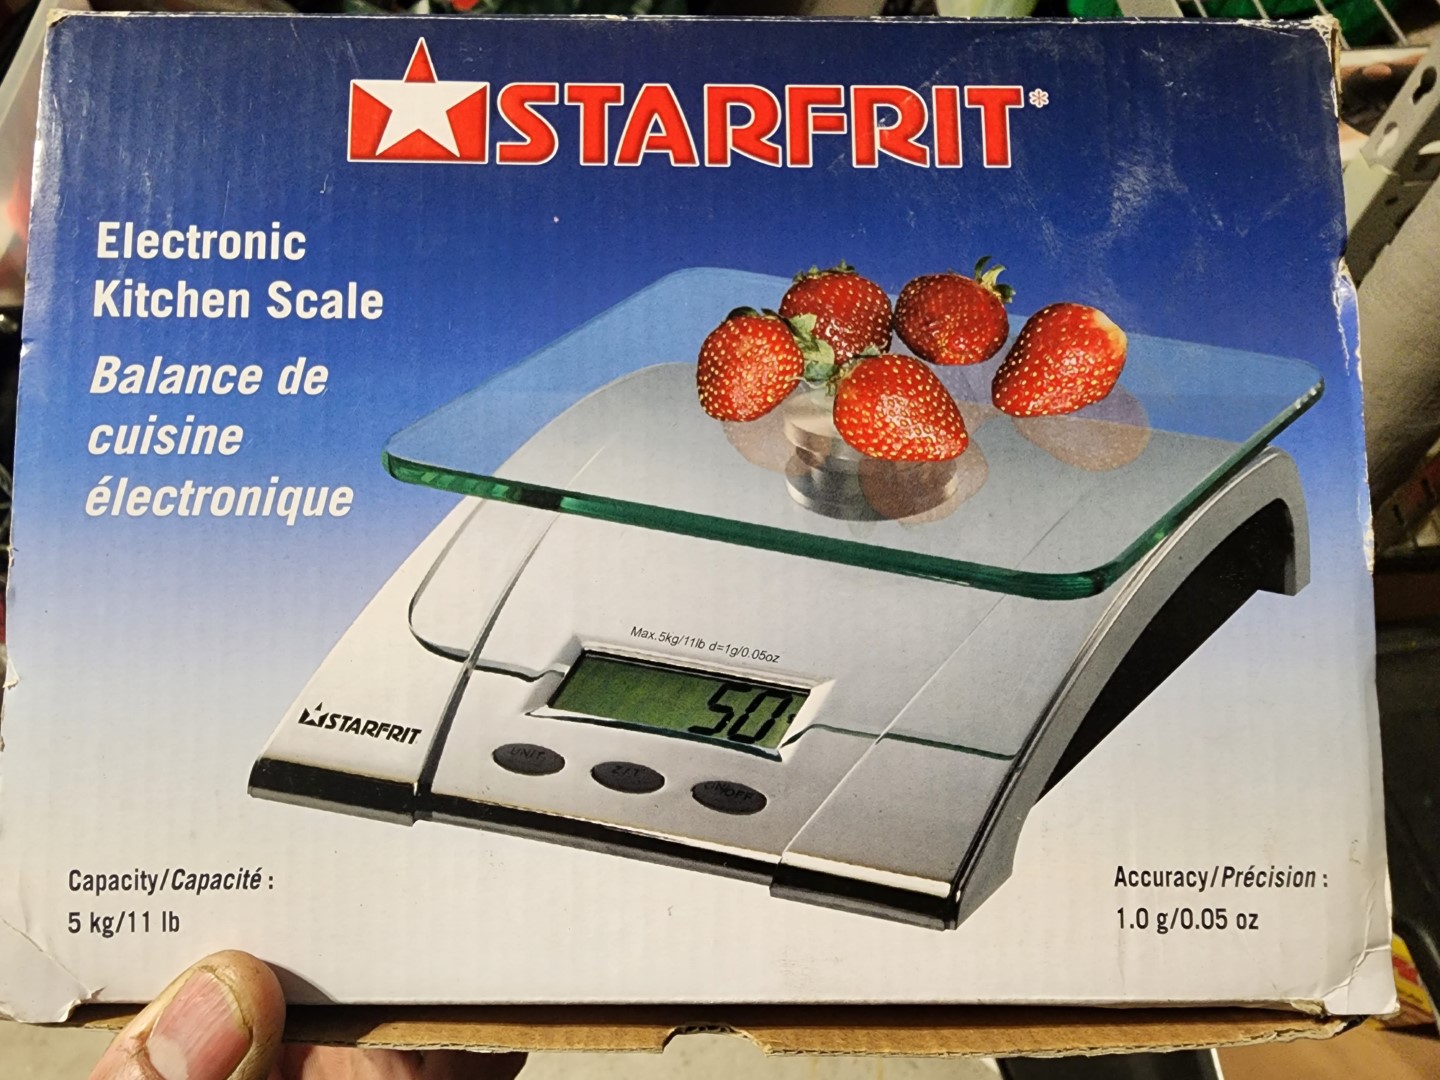 STARFRIT*
Electronic
Kitchen Scale
Balance de
cuisine
électronique
Max.5kg/11lb d=1g/0.05oz
50
STARFRIT
UNIT
Z/T
ON/OFF
Capacity/Capacité :
5 kg/11 lb
Accuracy/Précision :
1.0 g/0.05 oz